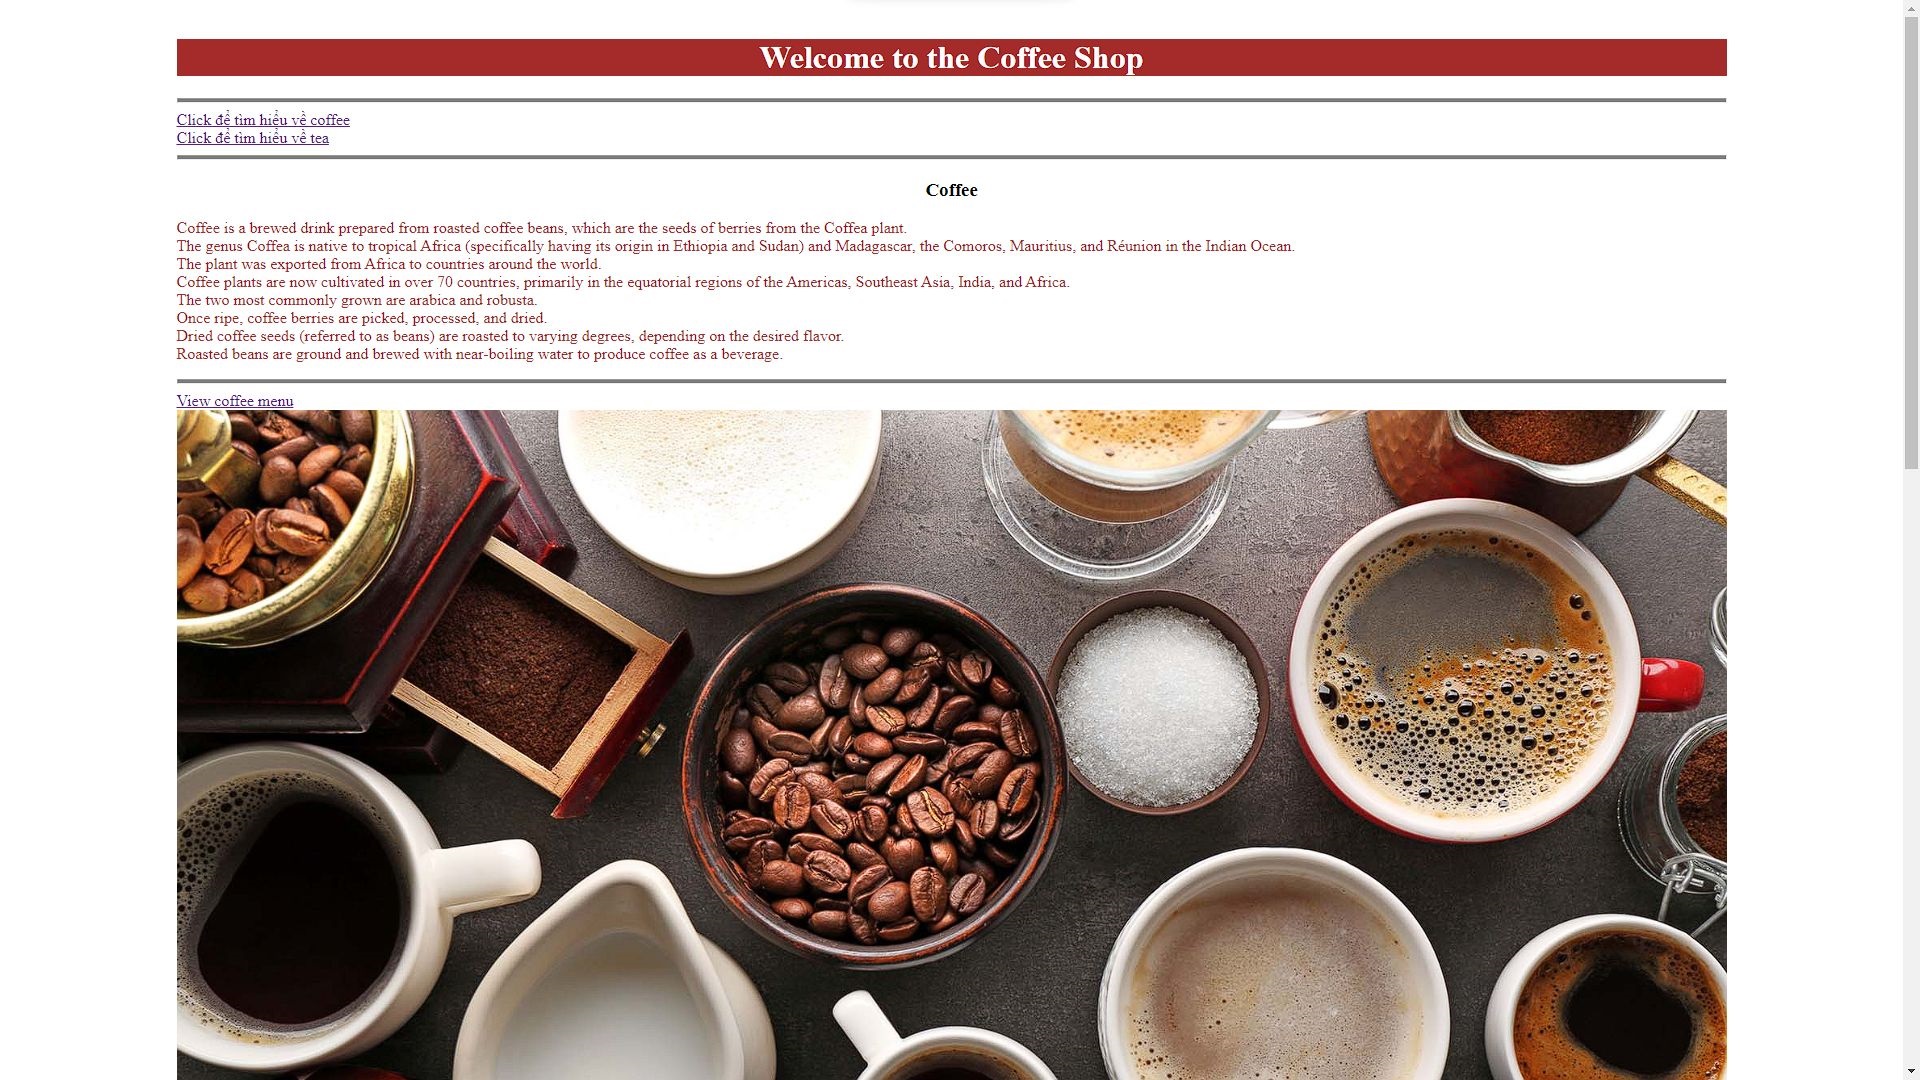 Welcome to the Coffee Shop
Click để tìm hiểu về coffee
Click để tìm hiểu về tea
Coffee
Coffee is a brewed drink prepared from roasted coffee beans, which are the seeds of berries from the Coffea plant.
The genus Coffea is native to tropical Africa (specifically having its origin in Ethiopia and Sudan) and Madagascar, the Comoros, Mauritius, and Réunion in the Indian Ocean.
The plant was exported from Africa to countries around the world.
Coffee plants are now cultivated in over 70 countries, primarily in the equatorial regions of the Americas, Southeast Asia, India, and Africa.
The two most commonly grown are arabica and robusta.
Once ripe, coffee berries are picked, processed, and dried.
Dried coffee seeds (referred to as beans) are roasted to varying degrees, depending on the desired flavor.
Roasted beans are ground and brewed with near-boiling water to produce coffee as a beverage.
View coffee menu